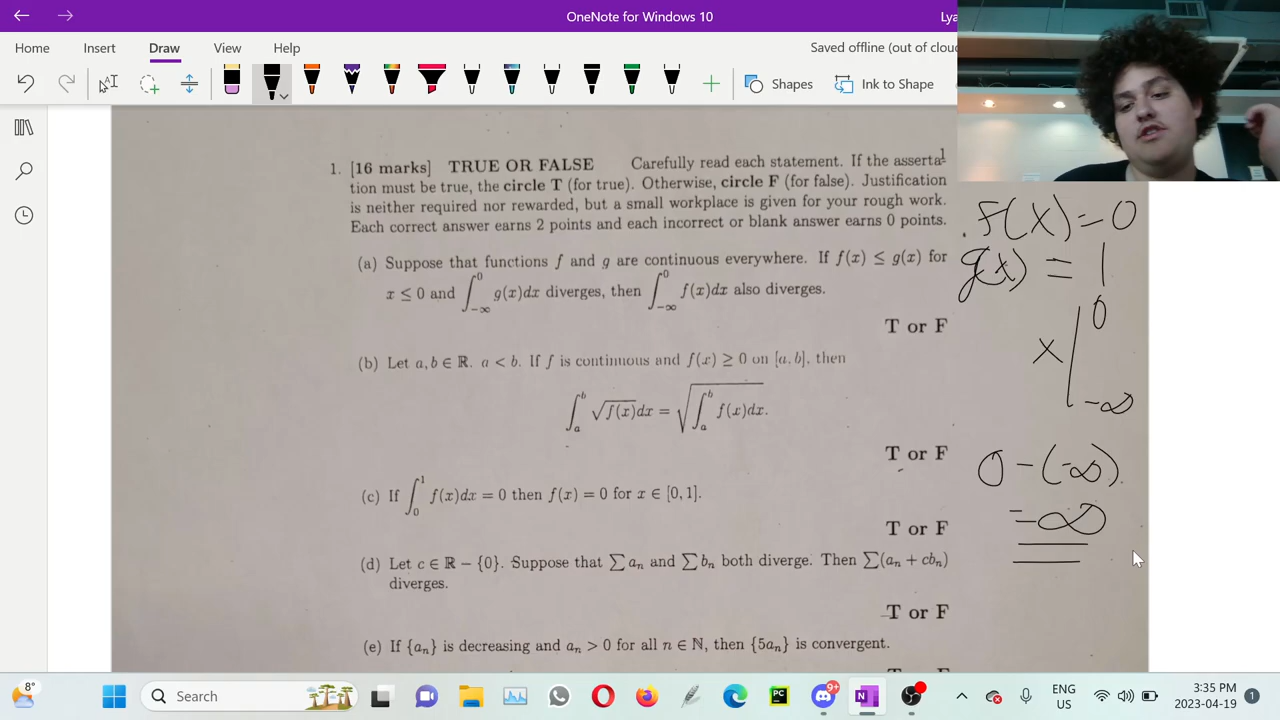 OneNote for Windows 10
Lya
Home Insert Draw View Help
Saved offline (out of clou
Shapes Ink to Shape
1
1. [16 marks] TRUE OR FALSE Carefully read each statement. If the asserta-
tion must be true, the circle T (for true). Otherwise, circle F (for false). Justification
is neither required nor rewarded, but a small workplace is given for your rough work.
Each correct answer earns 2 points and each incorrect or blank answer earns 0 points.
(a) Suppose that functions f and g are continuous everywhere. If f(x) ≤ g(x) for
x ≤ 0 and ∫_{-∞}^{0} g(x)dx diverges, then ∫_{-∞}^{0} f(x)dx also diverges.
T or F
(b) Let a, b ∈ ℝ. a < b. If f is continuous and f(x) ≥ 0 on [a, b], then
∫_a^b √f(x)dx = √∫_a^b f(x)dx.
T or F
(c) If ∫_0^1 f(x)dx = 0 then f(x) = 0 for x ∈ [0, 1].
T or F
(d) Let c ∈ ℝ − {0}. Suppose that ∑ a_n and ∑ b_n both diverge. Then ∑(a_n + cb_n)
diverges.
T or F
(e) If {a_n} is decreasing and a_n > 0 for all n ∈ ℕ, then {5a_n} is convergent.
f(x)=0
g(x) = 1
x | 0
-∞
0-(-∞)
=∞
8°
Search
9+
PC
N
ENG
US
3:35 PM
2023-04-19
1